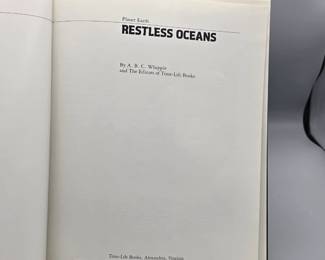 Planet Earth
RESTLESS OCEANS
By A. B. C. Whipple
and The Editors of Time-Life Books
Time-Life Books, Alexandria, Virginia